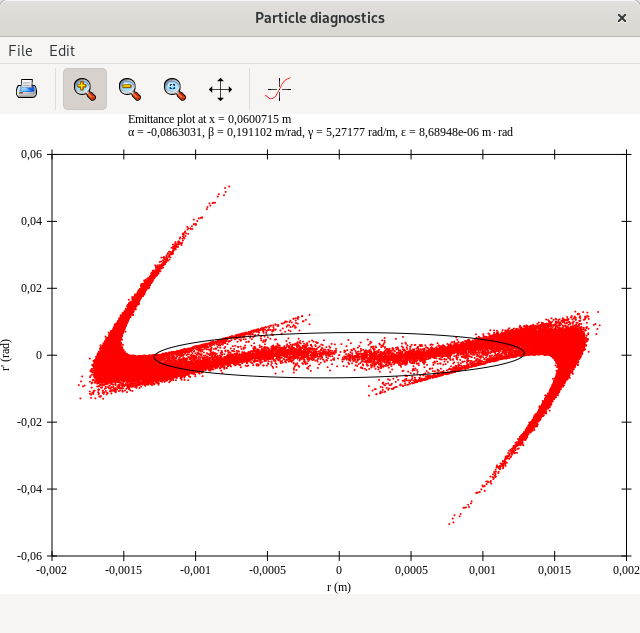 Particle diagnostics
File Edit
Emittance plot at x = 0,0600715 m
α = -0,0863031, β = 0,191102 m/rad, γ = 5,27177 rad/m, ε = 8,68948e-06 m·rad
0,06
0,04
0,02
0
-0,02
-0,04
-0,06
r' (rad)
-0,002 -0,0015 -0,001 -0,0005 0 0,0005 0,001 0,0015 0,002
r (m)